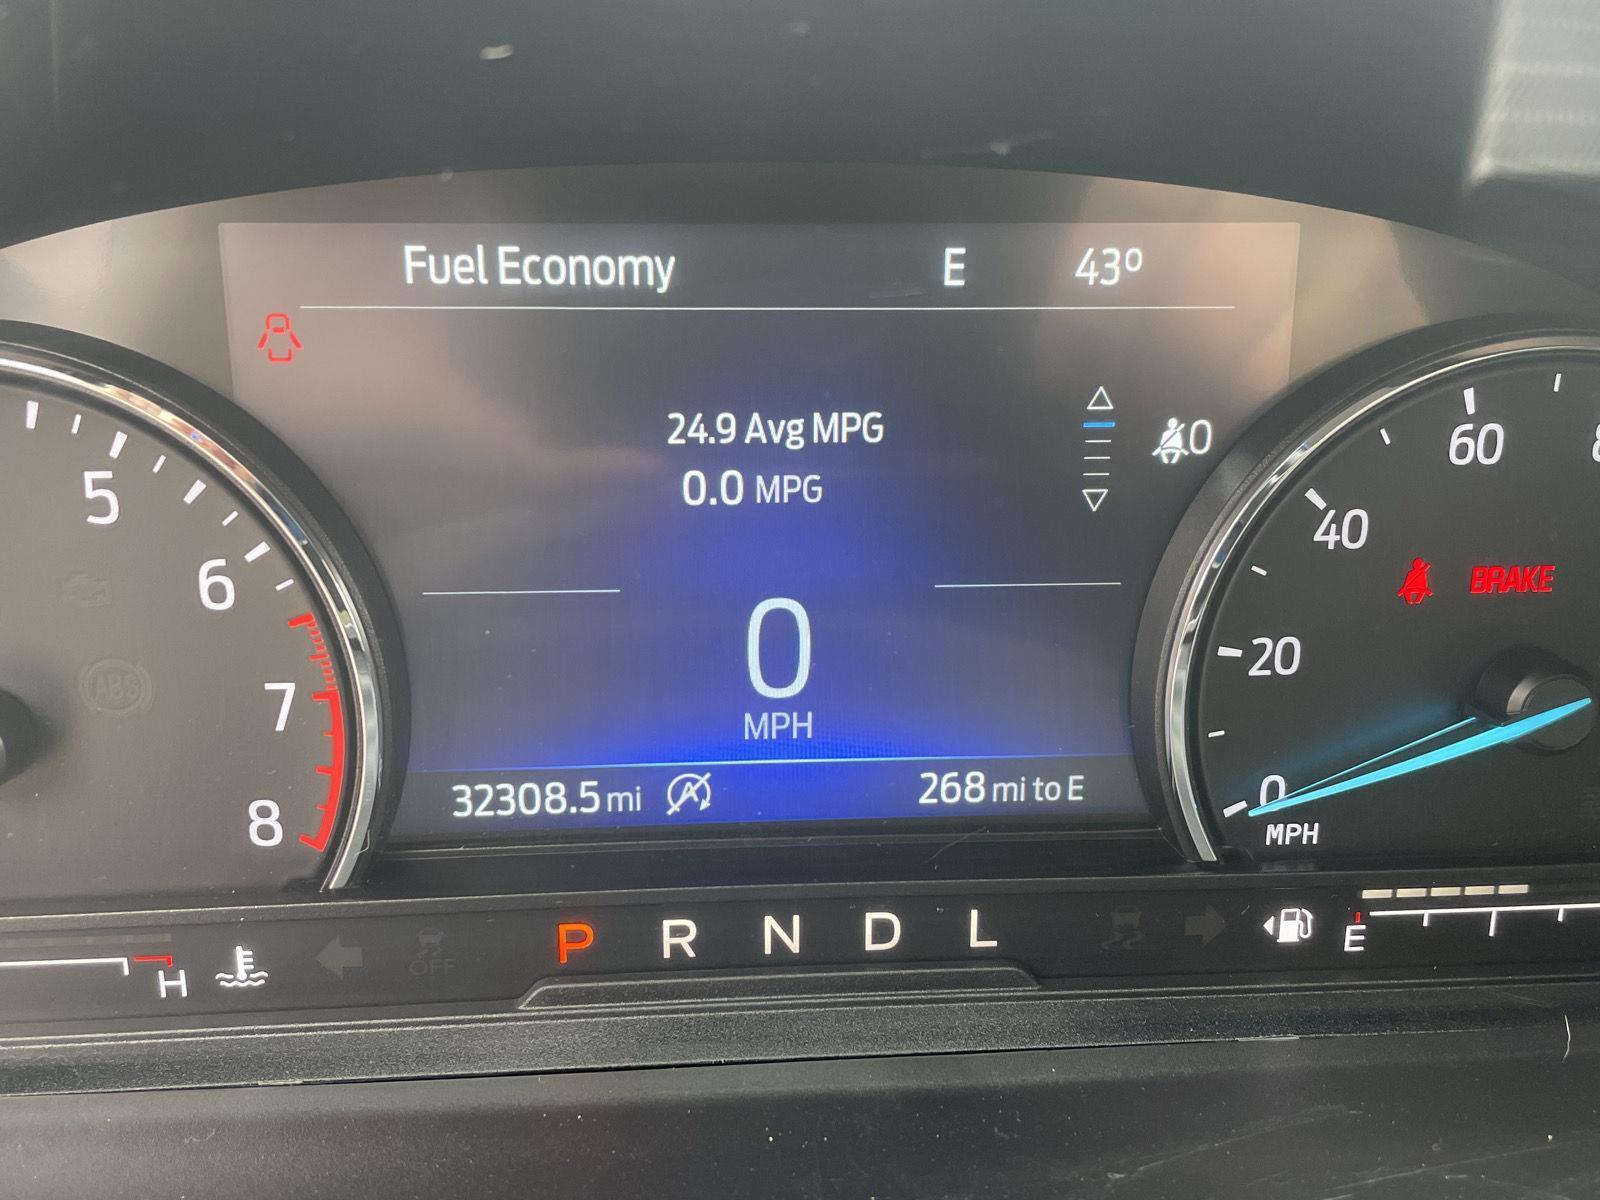 Fuel Economy E 43º
24.9 Avg MPG
0.0 MPG
0
5
6
7
8
0
MPH
32308.5 mi A 268 mi to E
60
40
20
0
MPH
BRAKE
ABS
P R N D L
H
OFF
E